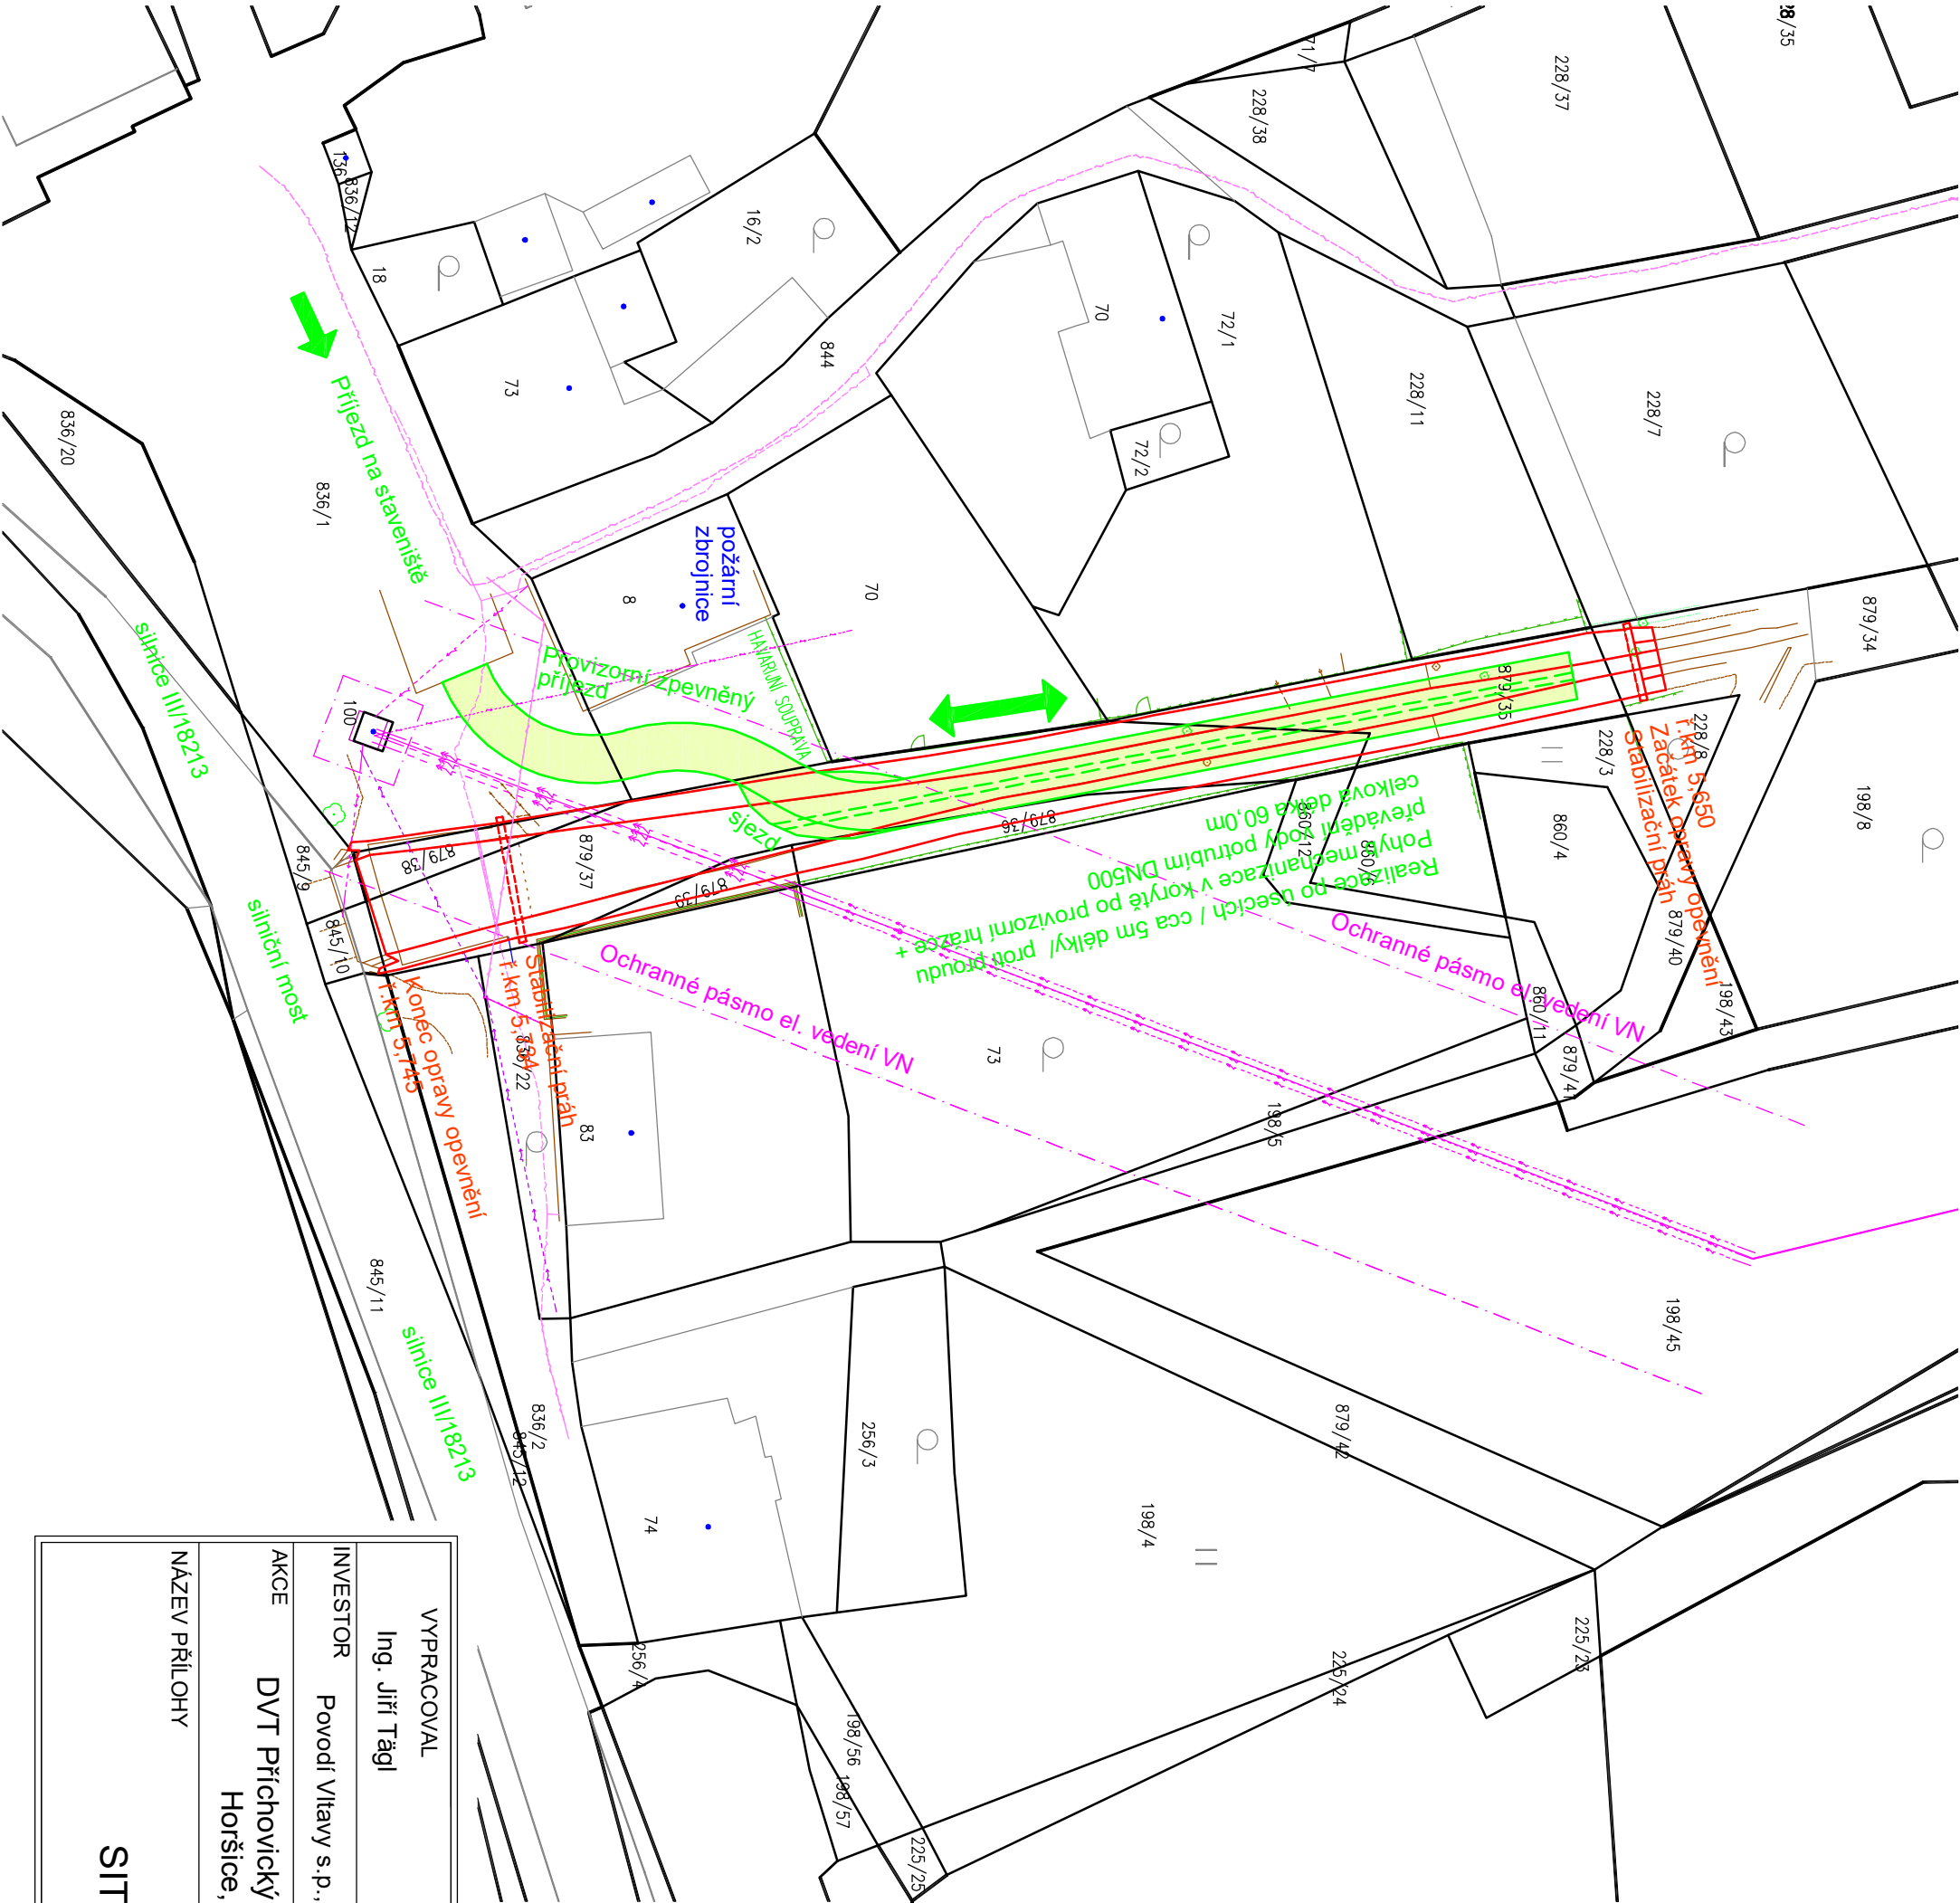 228/37
71/7
228/38
136
836/12
16/2
18
844
73
70
72/1
72/2
228/11
228/7
879/34
836/20
836/1
Příjezd na staveniště
požární
zbrojnice
8
70
HAVARIJNÍ SOUPRAVA
Provizorní zpevněný
příjezd
sjezd
100
silnice III/18213
silniční most
silnice III/18213
879/35
879/36
879/37
879/38
879/39
845/9
845/10
845/11
845/12
228/8
228/3
198/8
860/4
860/12
879/40
198/43
860/11
879/41
ř.km 5,650
Začátek opravy opevnění
Stabilizační práh
Realizace po úsecích / cca 5m délky/ proti proudu
Pohyb mechanizace v korytě po provizorní hrázce +
převádění vody potrubím DN500
celková délka 60,0m
Ochranné pásmo el. vedení VN
Ochranné pásmo el. vedení VN
Stabilizační práh
ř.km 5,734
Konec opravy opevnění
ř.km 5,745
836/22
83
73
198/5
198/45
836/2
74
256/3
256/4
879/42
198/4
225/23
225/24
225/25
198/56
198/57
VYPRACOVAL
Ing. Jiří Tägl
INVESTOR
Povodí Vltavy s.p.,
AKCE
DVT Příchovický
Horšice,
NÁZEV PŘÍLOHY
SIT